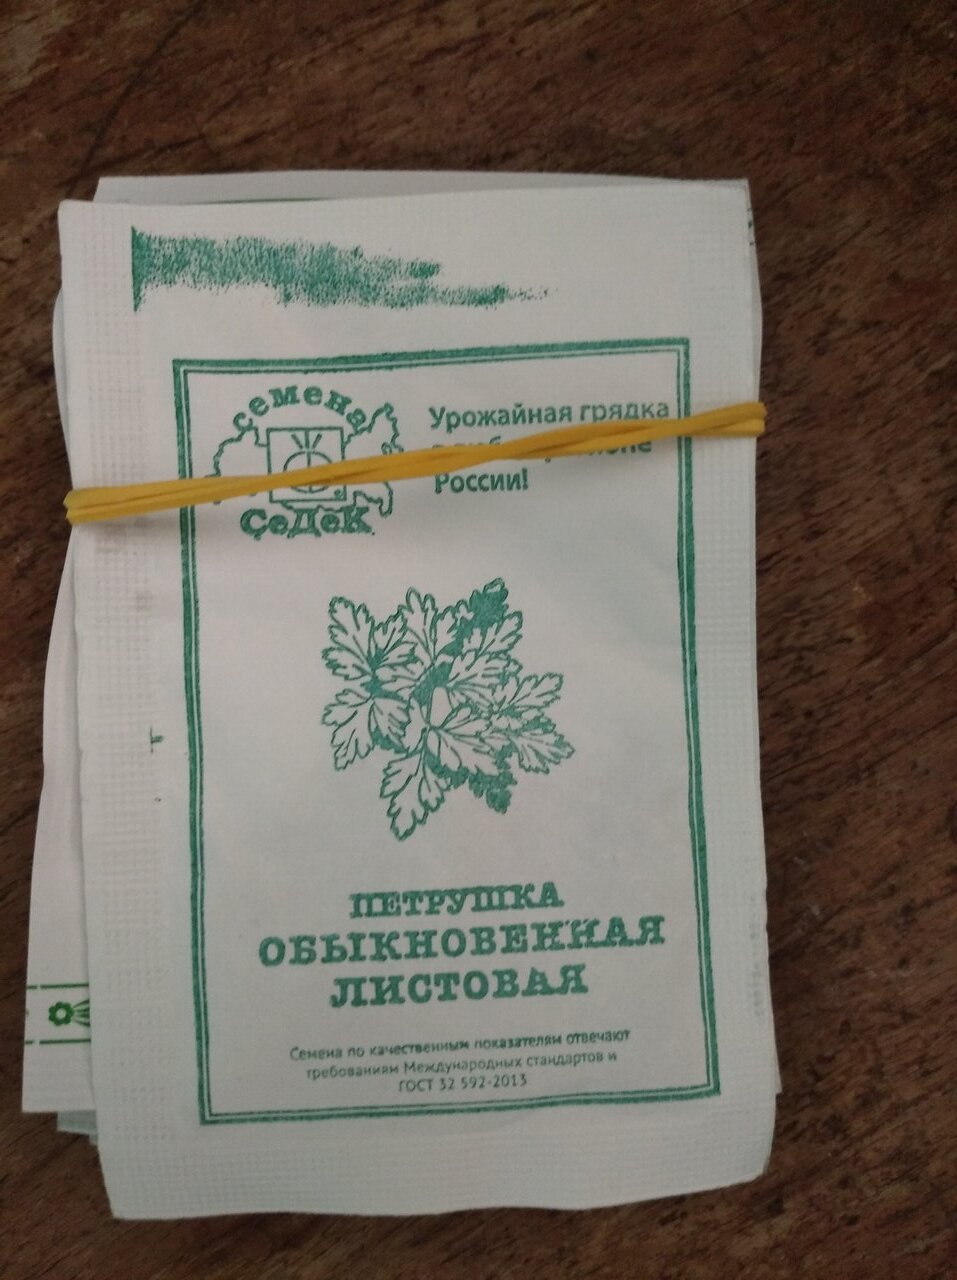 семена
СеДеК
Урожайная грядка
России!
ПЕТРУШКА
ОБЫКНОВЕННАЯ
ЛИСТОВАЯ
Семена по качественным показателям отвечают
требованиям Международных стандартов и
ГОСТ 32 592-2013